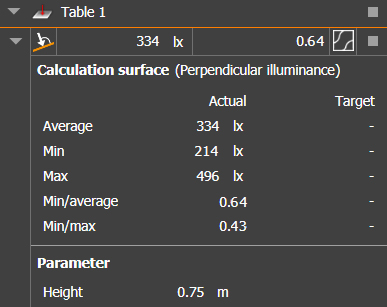 Table 1
334 lx 0.64
Calculation surface (Perpendicular illuminance)
Actual Target
Average 334 lx -
Min 214 lx -
Max 496 lx -
Min/average 0.64 -
Min/max 0.43 -
Parameter
Height 0.75 m